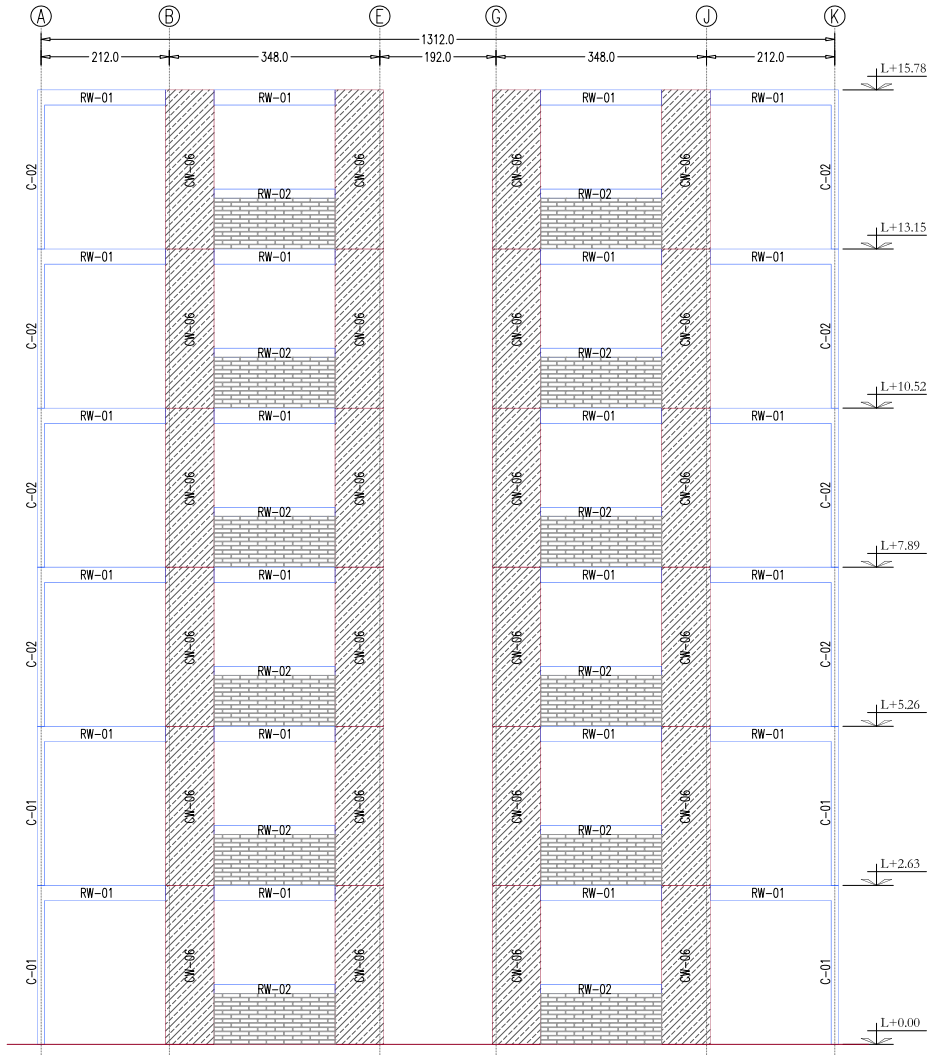 A B E G J K
1312.0
212.0 348.0 192.0 348.0 212.0
L+15.78
RW-01 RW-01 RW-01 RW-01
C-02 CW-06 CW-06 CW-06 CW-06 C-02
RW-02 RW-02
L+13.15
RW-01 RW-01 RW-01 RW-01
C-02 CW-06 CW-06 CW-06 CW-06 C-02
RW-02 RW-02
L+10.52
RW-01 RW-01 RW-01 RW-01
C-02 CW-06 CW-06 CW-06 CW-06 C-02
RW-02 RW-02
L+7.89
RW-01 RW-01 RW-01 RW-01
C-02 CW-06 CW-06 CW-06 CW-06 C-02
RW-02 RW-02
L+5.26
RW-01 RW-01 RW-01 RW-01
C-01 CW-06 CW-06 CW-06 CW-06 C-01
RW-02 RW-02
L+2.63
RW-01 RW-01 RW-01 RW-01
C-01 CW-06 CW-06 CW-06 CW-06 C-01
RW-02 RW-02
L+0.00